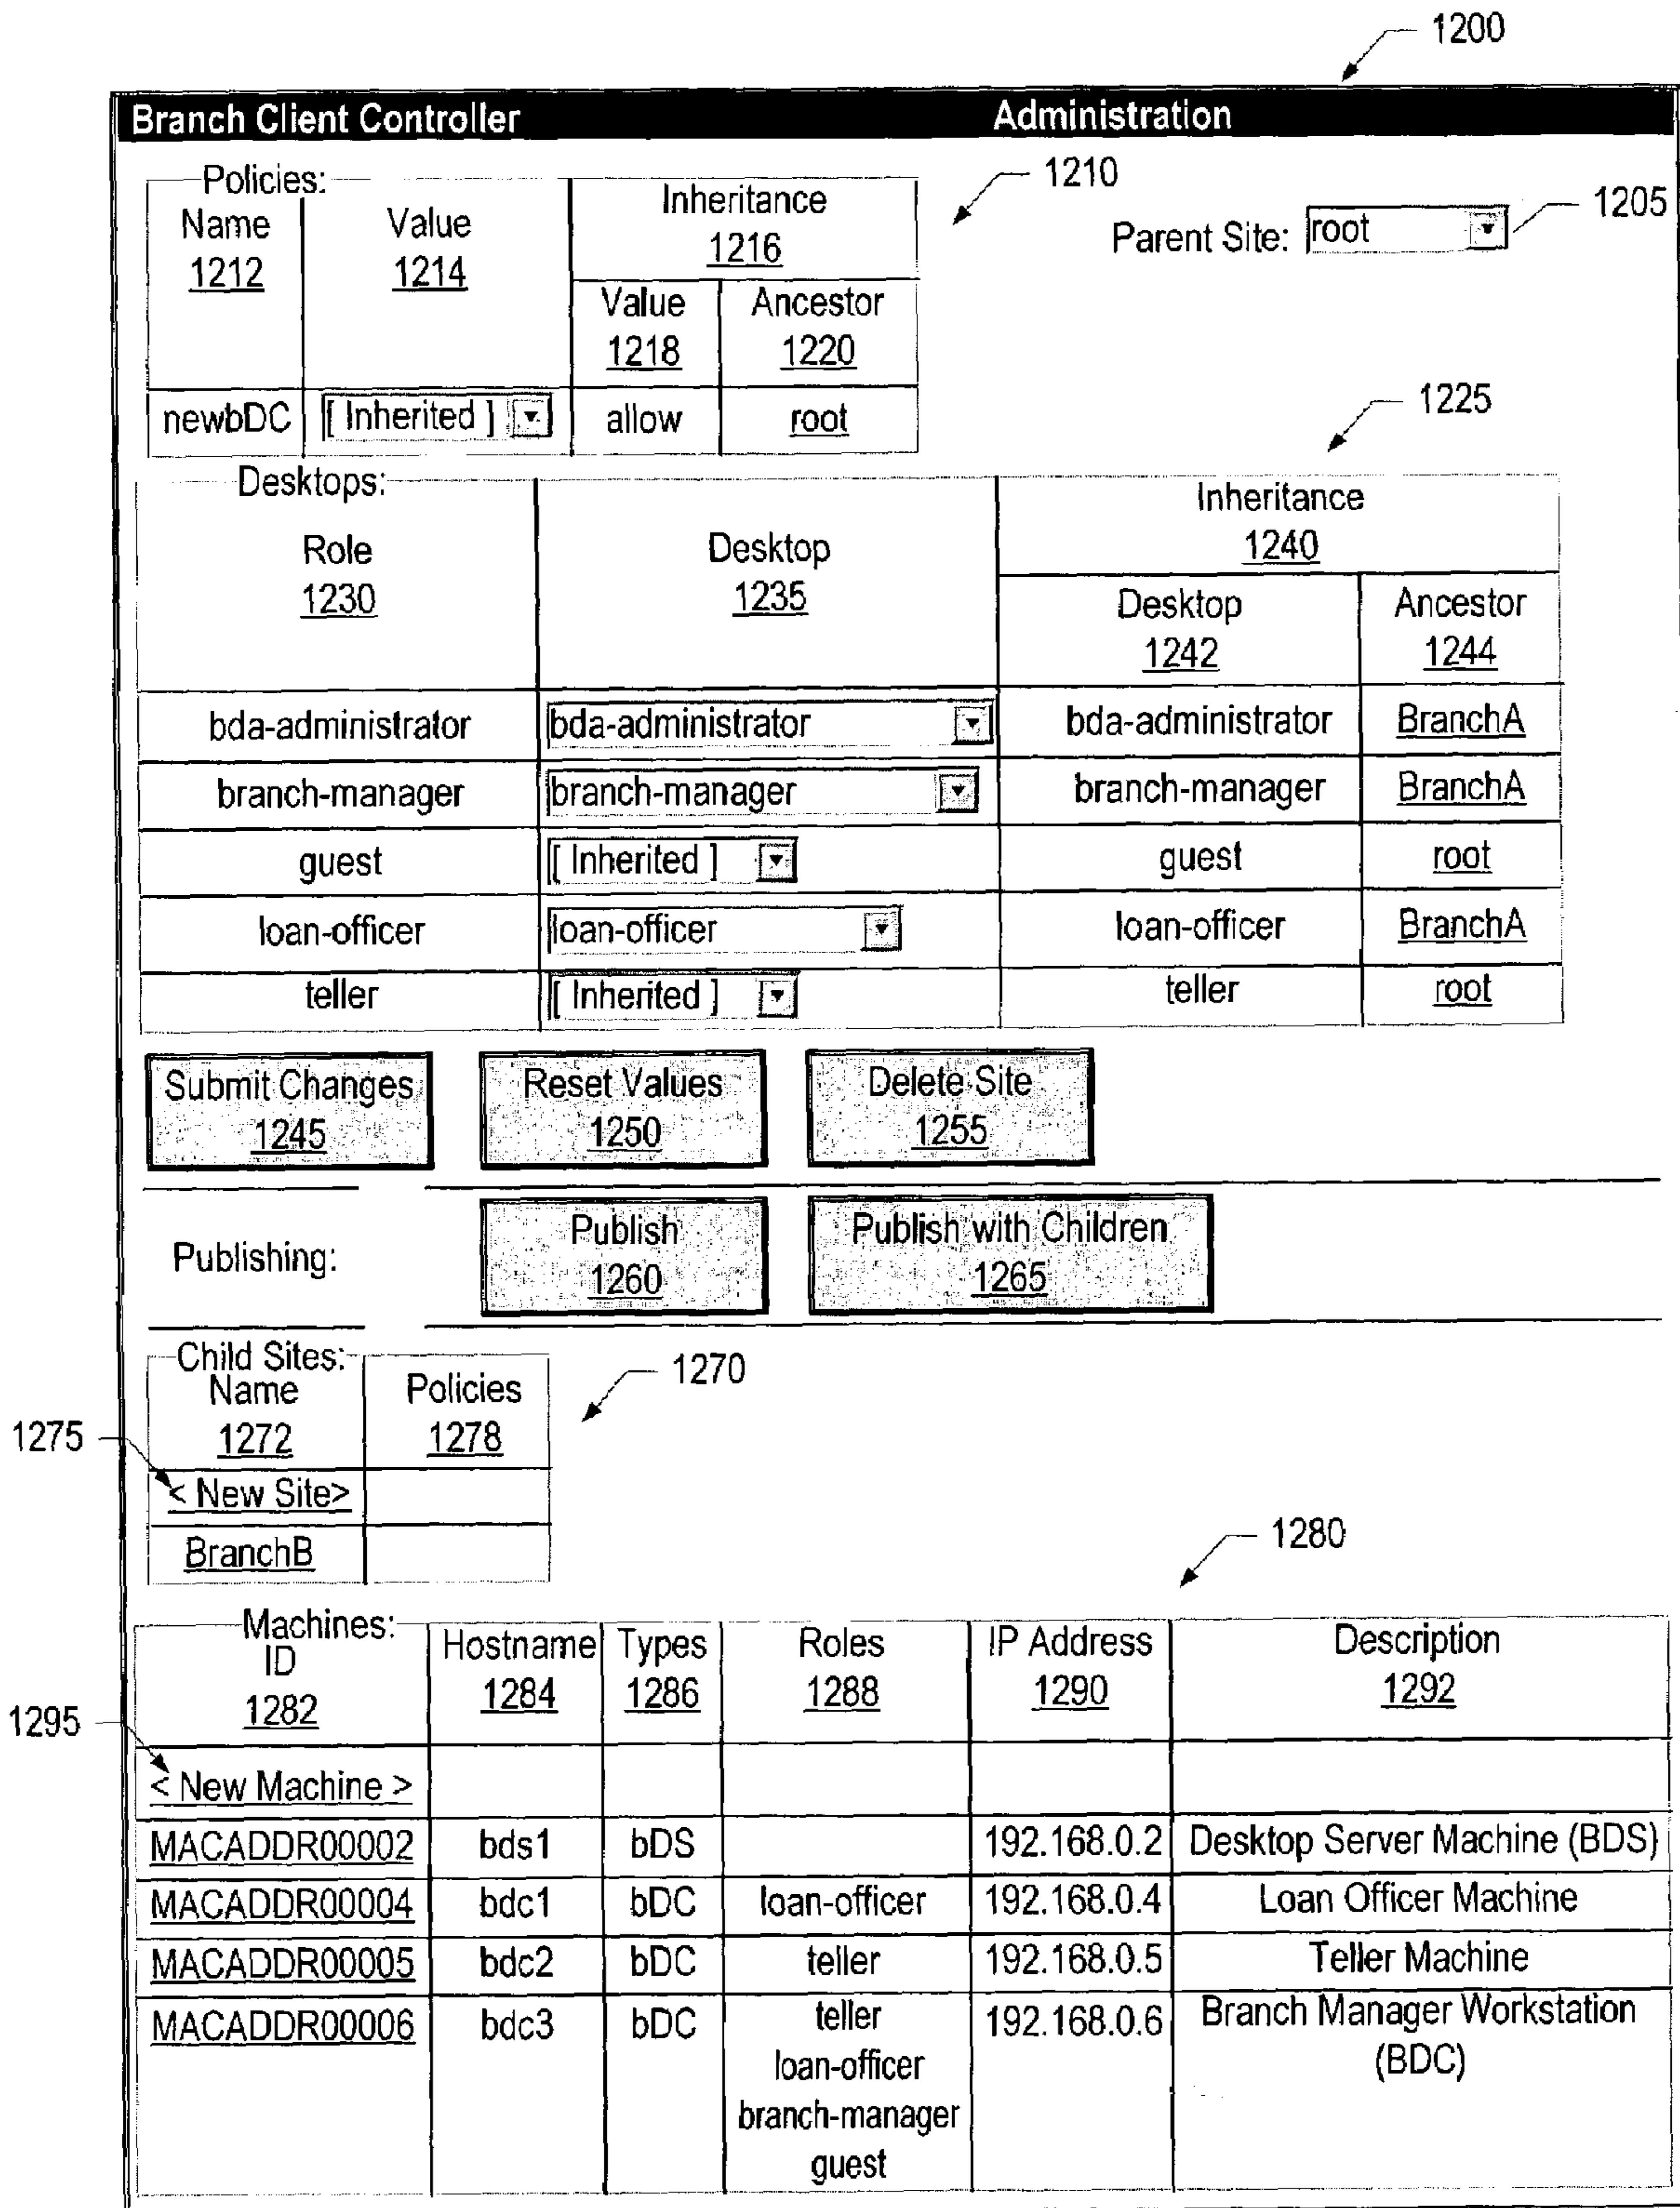 1200
Branch Client Controller Administration
Policies:
1210
Name Value Inheritance
1212 1214 1216
Parent Site: root 1205
Value Ancestor
1218 1220
newbDC [ Inherited ] allow root
1225
Desktops:
Role Desktop Inheritance
1230 1235 1240
Desktop Ancestor
1242 1244
bda-administrator bda-administrator bda-administrator BranchA
branch-manager branch-manager branch-manager BranchA
guest [ Inherited ] guest root
loan-officer loan-officer loan-officer BranchA
teller [ Inherited ] teller root
Submit Changes Reset Values Delete Site
1245 1250 1255
Publishing: Publish Publish with Children
1260 1265
Child Sites:
1270
Name Policies
1275 1272 1278
< New Site>
BranchB
1280
Machines:
ID Hostname Types Roles IP Address Description
1282 1284 1286 1288 1290 1292
1295
< New Machine >
MACADDR00002 bds1 bDS 192.168.0.2 Desktop Server Machine (BDS)
MACADDR00004 bdc1 bDC loan-officer 192.168.0.4 Loan Officer Machine
MACADDR00005 bdc2 bDC teller 192.168.0.5 Teller Machine
MACADDR00006 bdc3 bDC teller 192.168.0.6 Branch Manager Workstation
loan-officer (BDC)
branch-manager
guest